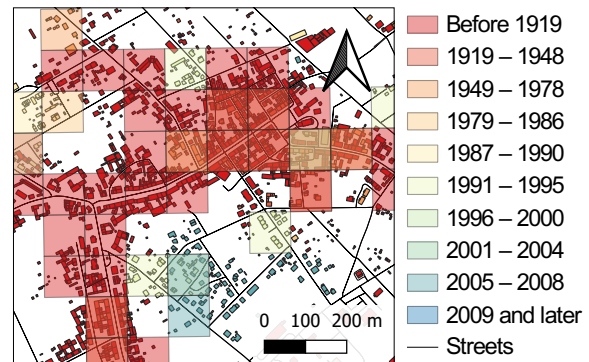 Before 1919
1919 – 1948
1949 – 1978
1979 – 1986
1987 – 1990
1991 – 1995
1996 – 2000
2001 – 2004
2005 – 2008
2009 and later
Streets
0 100 200 m